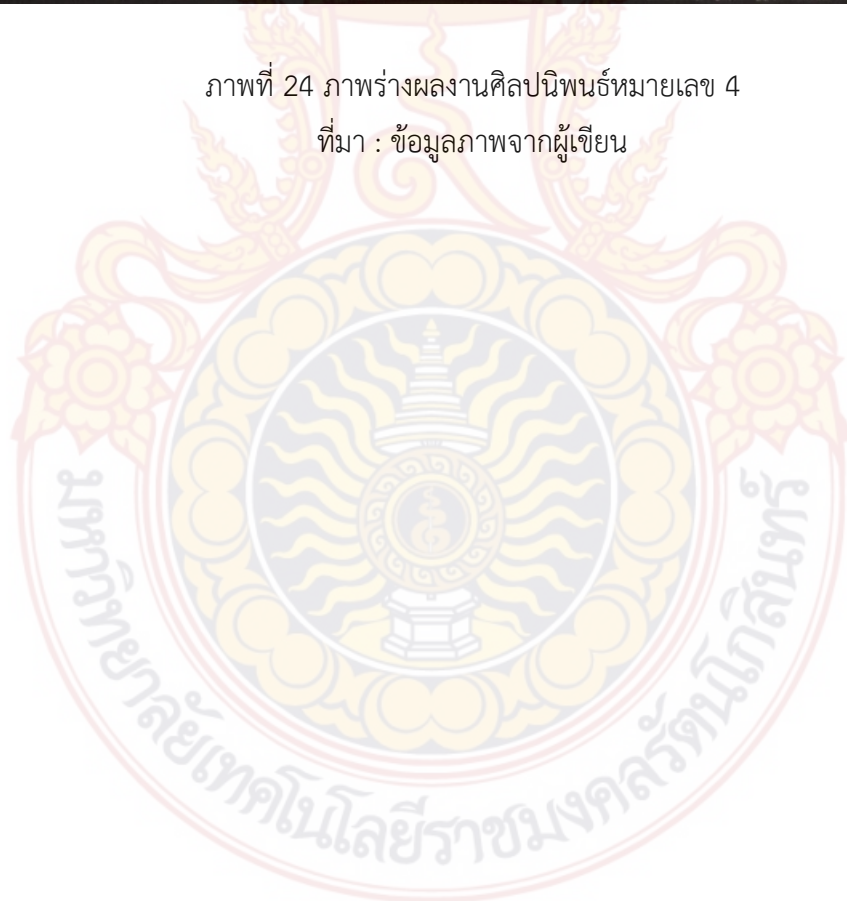 ภาพที่ 24 ภาพร่างผลงานศิลปนิพนธ์หมายเลข 4
ที่มา : ข้อมูลภาพจากผู้เขียน
มหาวิทยาลัยเทคโนโลยีราชมงคลรัตนโกสินทร์